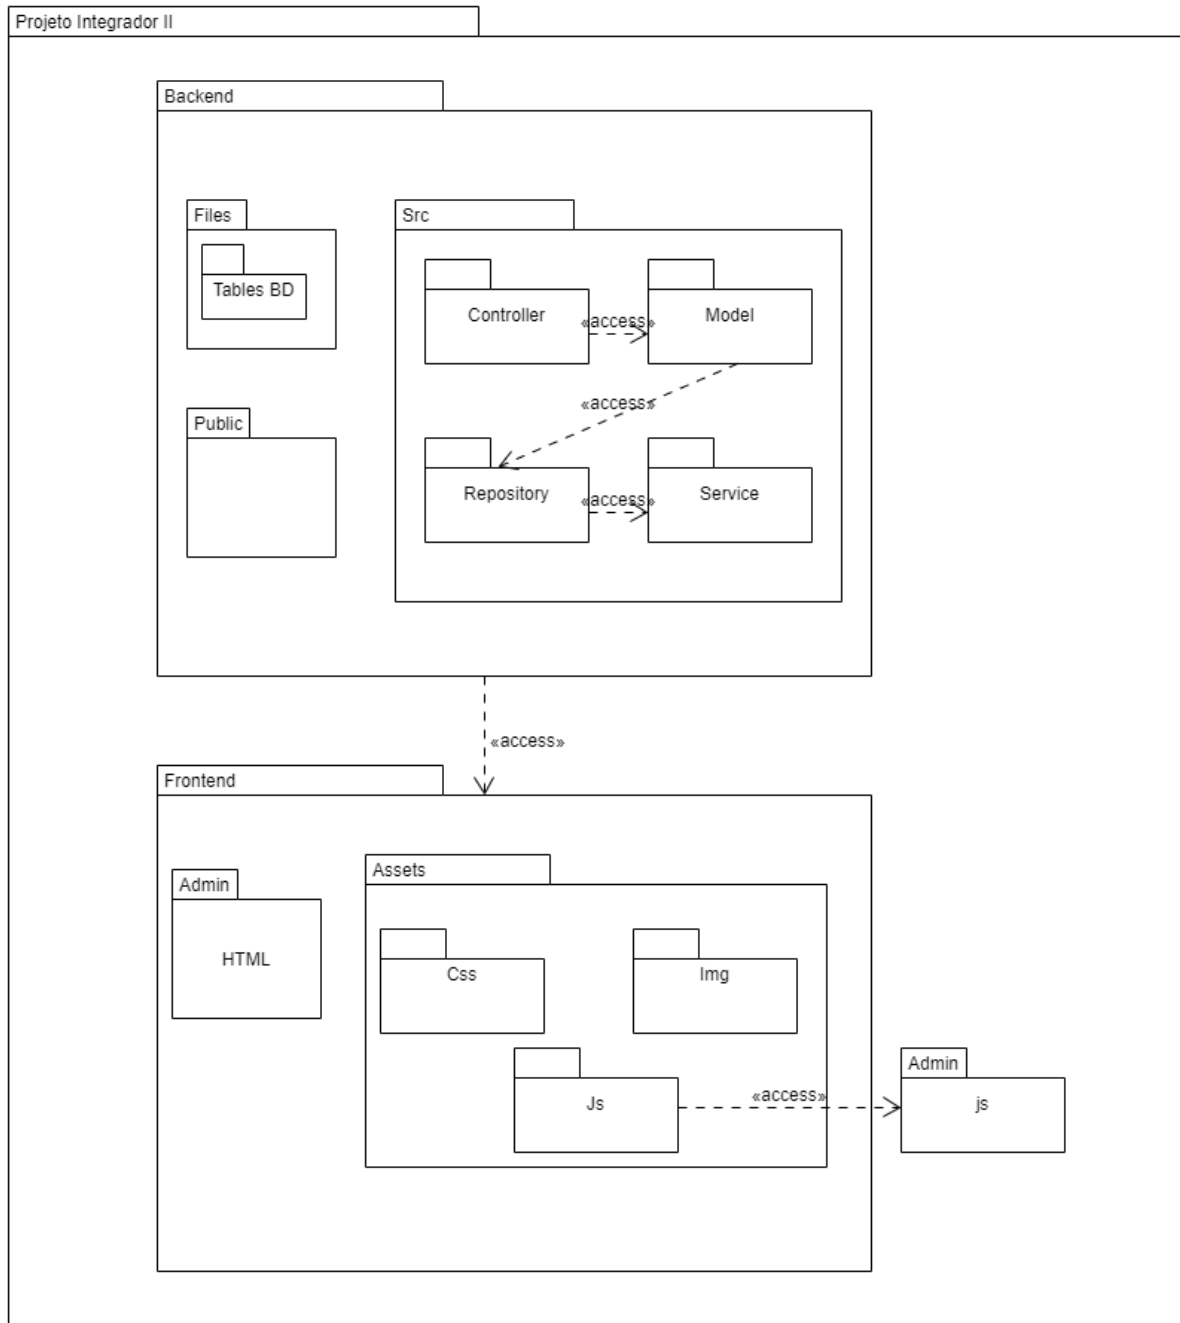 Projeto Integrador II
Backend
Files
Tables BD
Src
Controller
«access»
Model
«access»
Public
Repository
«access»
Service
«access»
Frontend
Admin
HTML
Assets
Css
Img
Js
«access»
Admin
js